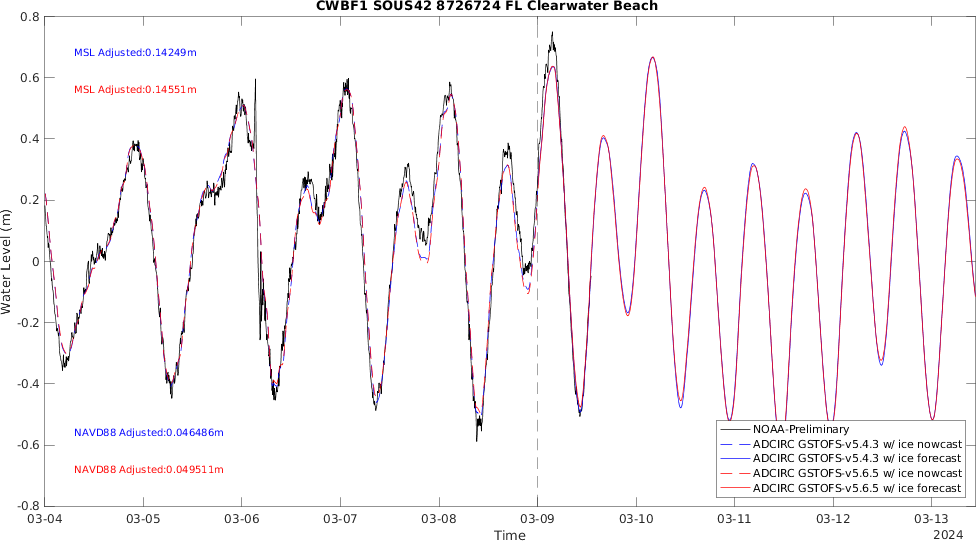 CWBF1 SOUS42 8726724 FL Clearwater Beach
0.8
0.6
0.4
0.2
0
-0.2
-0.4
-0.6
-0.8
Water Level (m)
MSL Adjusted:0.14249m
MSL Adjusted:0.14551m
NAVD88 Adjusted:0.046486m
NAVD88 Adjusted:0.049511m
NOAA-Preliminary
ADCIRC GSTOFS-v5.4.3 w/ ice nowcast
ADCIRC GSTOFS-v5.4.3 w/ ice forecast
ADCIRC GSTOFS-v5.6.5 w/ ice nowcast
ADCIRC GSTOFS-v5.6.5 w/ ice forecast
03-04 03-05 03-06 03-07 03-08 03-09 03-10 03-11 03-12 03-13
Time
2024